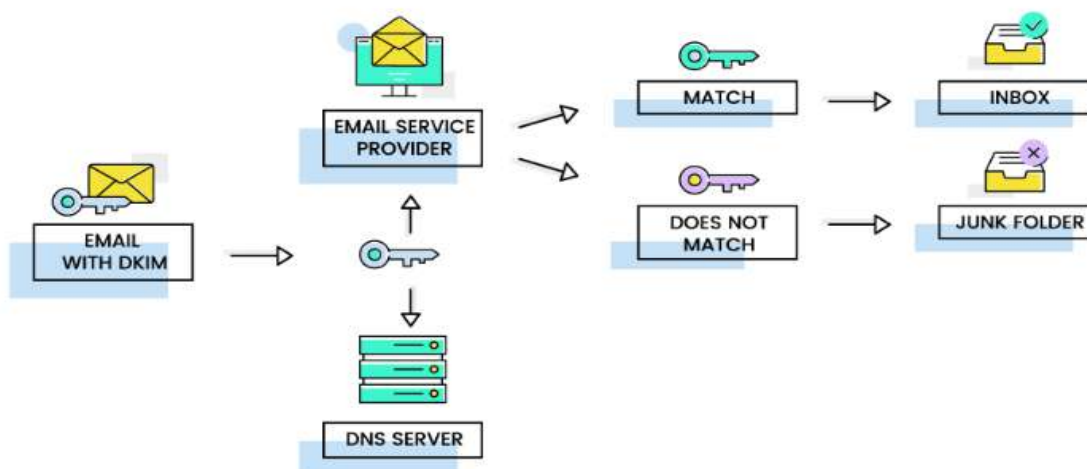 EMAIL
WITH DKIM
EMAIL SERVICE
PROVIDER
DNS SERVER
MATCH
INBOX
DOES NOT
MATCH
JUNK FOLDER